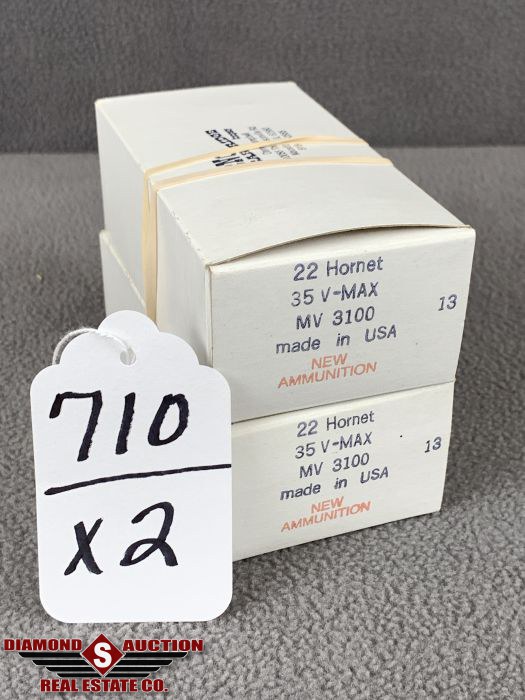 22 Hornet
35 V-MAX
MV 3100
made in USA
13
NEW
AMMUNITION
22 Hornet
35 V-MAX
MV 3100
made in USA
13
NEW
AMMUNITION
710
X2
DIAMOND S AUCTION
REAL ESTATE CO.